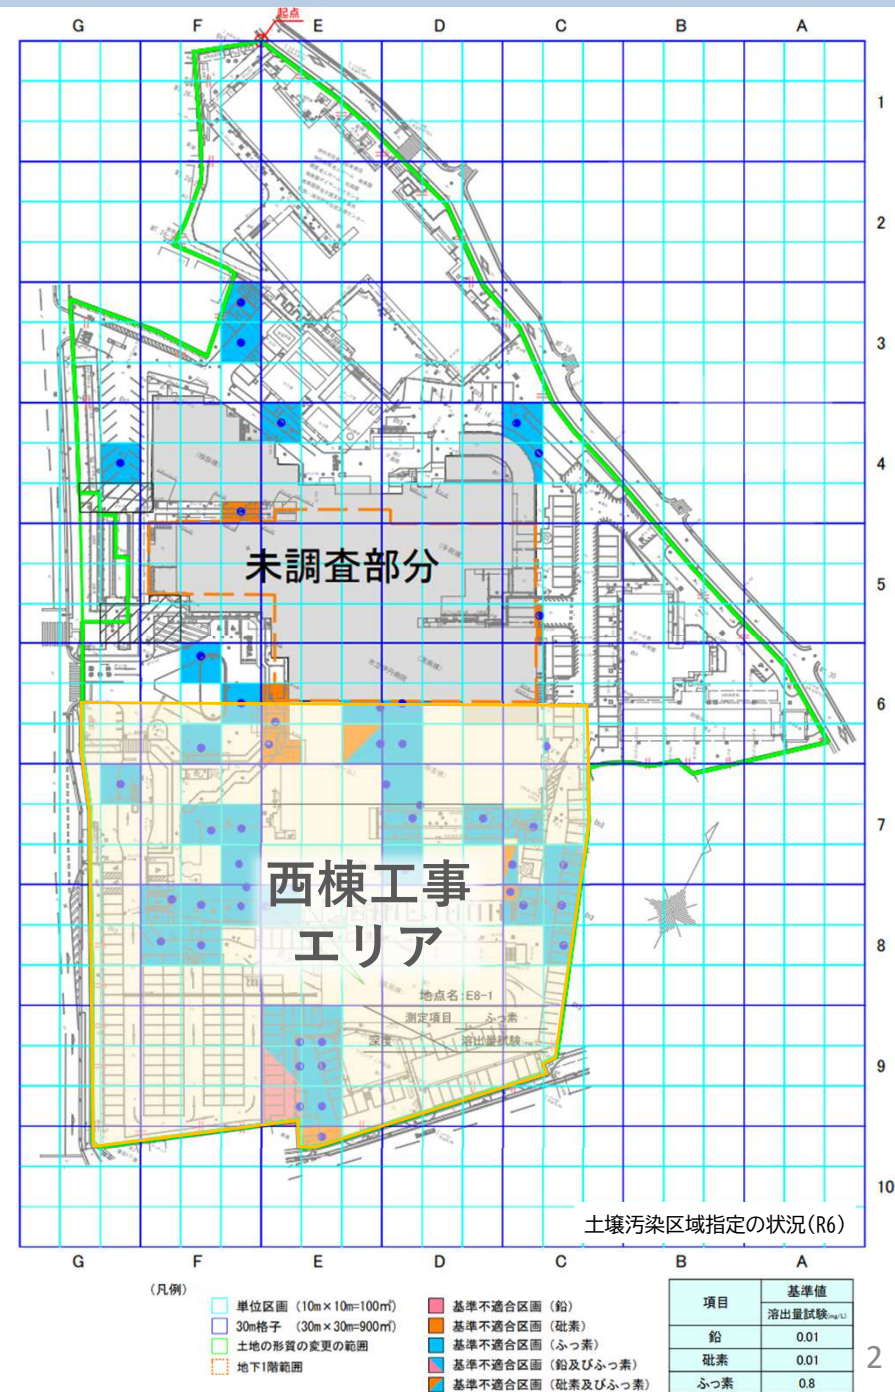 起点
G F E D C B A
1
2
3
4
未調査部分
5
6
7
西棟工事
エリア
8
地点名:E8-1
測定項目 ふっ素
深度 溶出量試験
9
10
土壌汚染区域指定の状況(R6)
G F E D C B A
(凡例)
単位区画 (10m×10m=100㎡)
30m格子 (30m×30m=900㎡)
土地の形質の変更の範囲
地下1階範囲
基準不適合区画 (鉛)
基準不適合区画 (砒素)
基準不適合区画 (ふっ素)
基準不適合区画 (鉛及びふっ素)
基準不適合区画 (砒素及びふっ素)
項目 基準値
溶出量試験(mg/L)
鉛 0.01
砒素 0.01
ふっ素 0.8
2